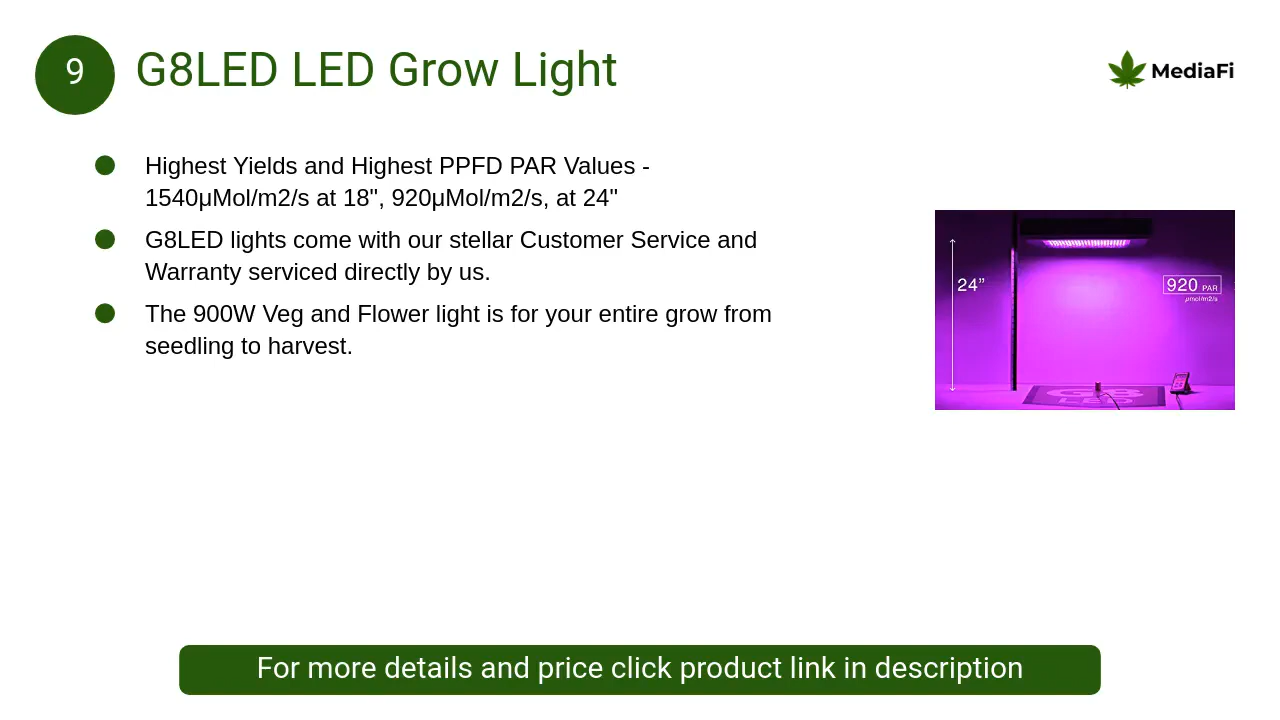 9
G8LED LED Grow Light
MediaFi
Highest Yields and Highest PPFD PAR Values -
1540μMol/m2/s at 18", 920μMol/m2/s, at 24"
G8LED lights come with our stellar Customer Service and
Warranty serviced directly by us.
The 900W Veg and Flower light is for your entire grow from
seedling to harvest.
24”
920 PAR
μmol/m2/s
G8
LED
For more details and price click product link in description